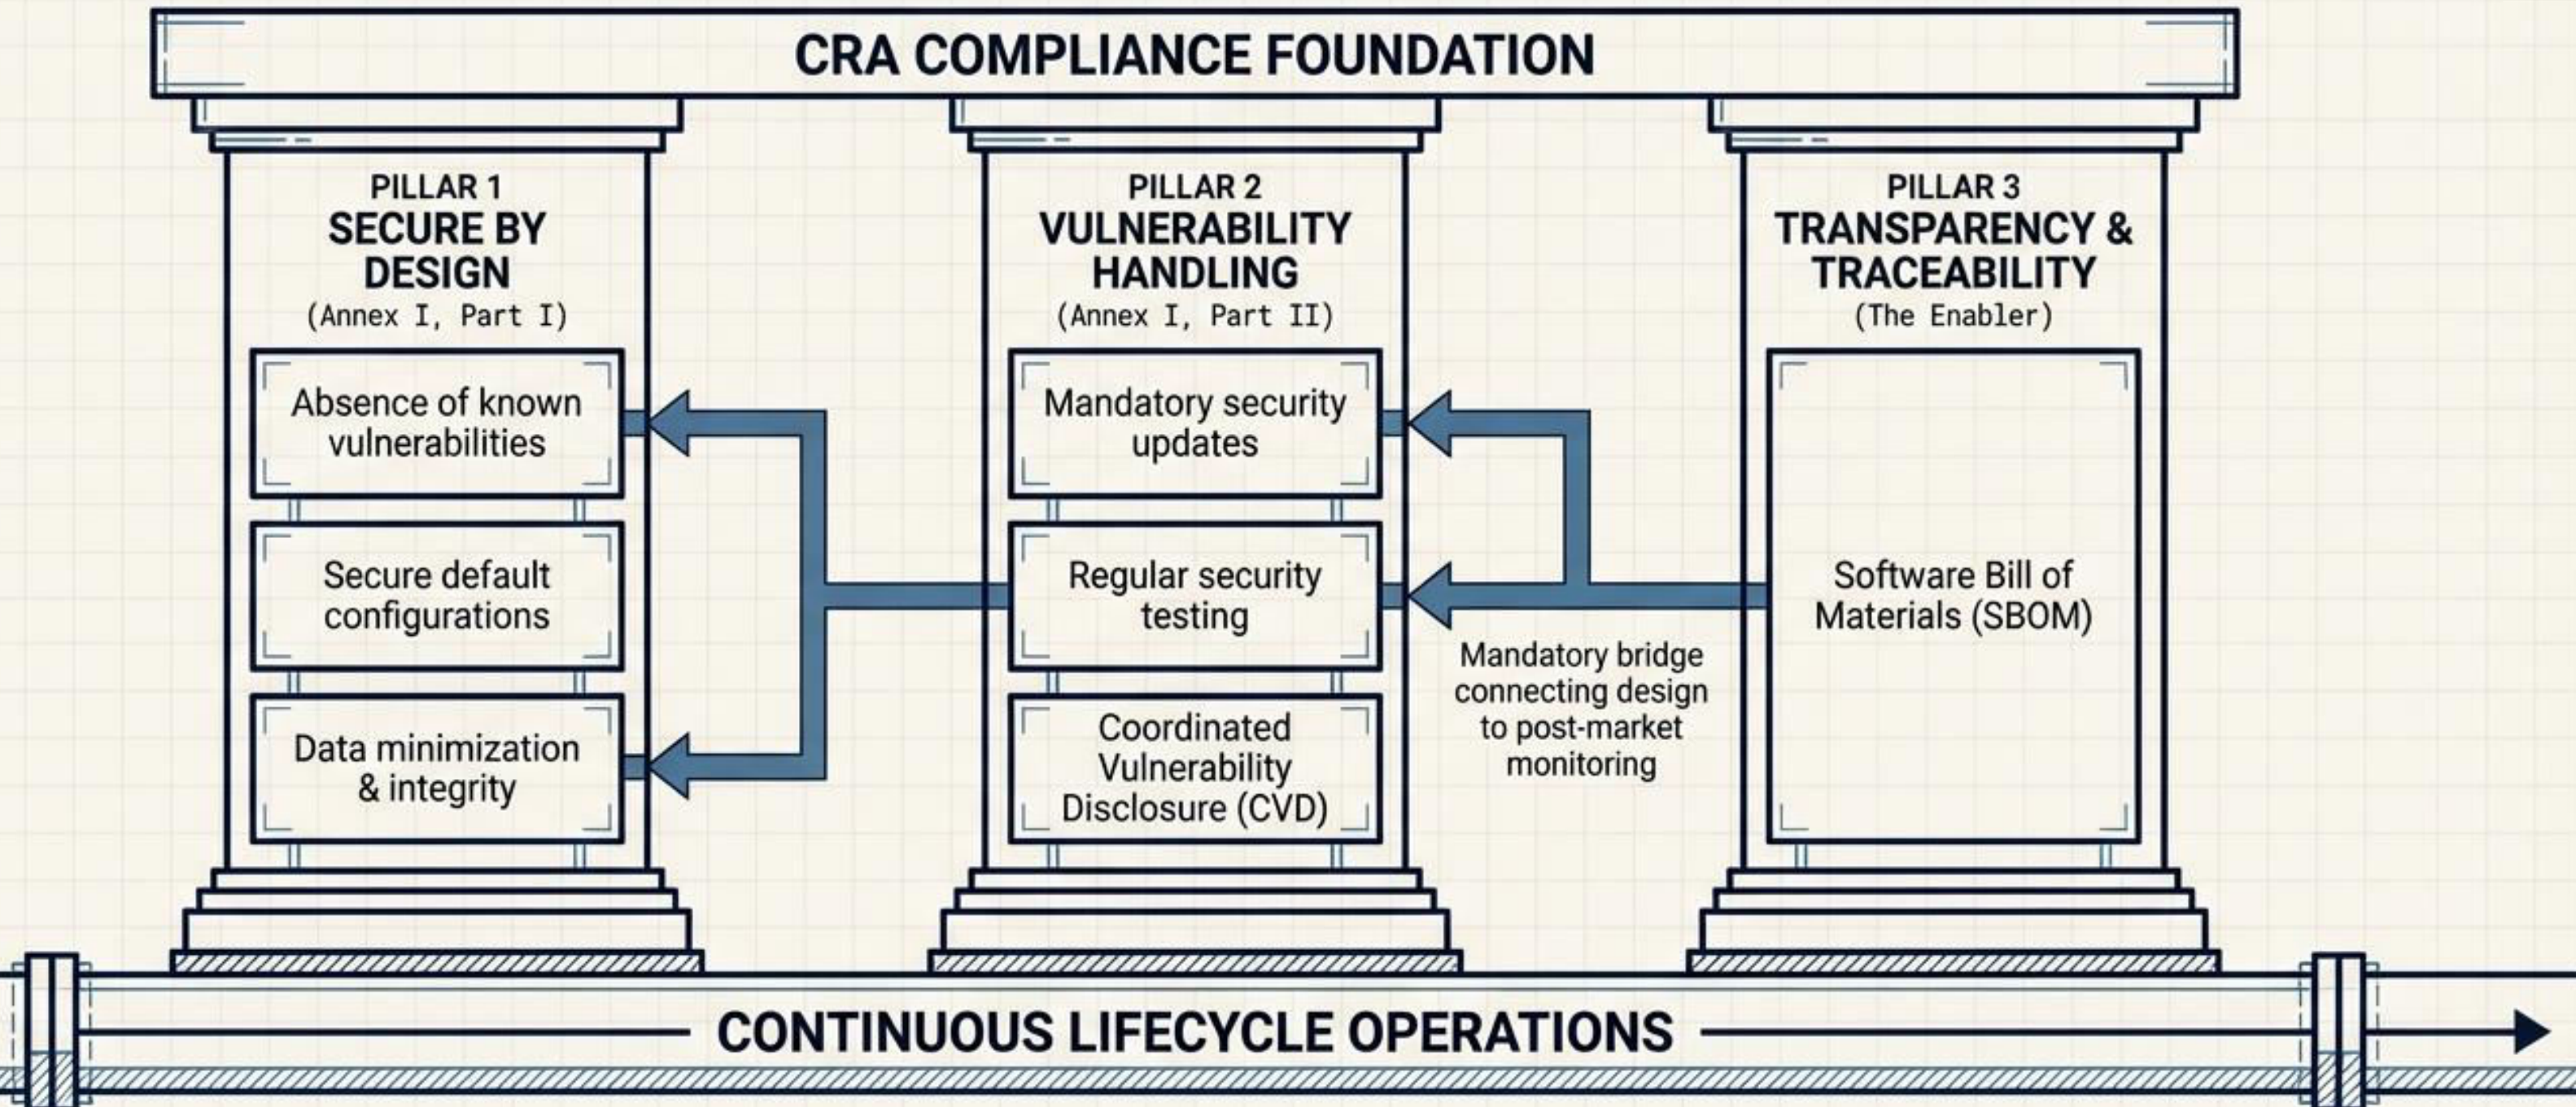 CRA COMPLIANCE FOUNDATION
PILLAR 1
SECURE BY
DESIGN
(Annex I, Part I)
Absence of known
vulnerabilities
Secure default
configurations
Data minimization
& integrity
PILLAR 2
VULNERABILITY
HANDLING
(Annex I, Part II)
Mandatory security
updates
Regular security
testing
Coordinated
Vulnerability
Disclosure (CVD)
Mandatory bridge
connecting design
to post-market
monitoring
PILLAR 3
TRANSPARENCY &
TRACEABILITY
(The Enabler)
Software Bill of
Materials (SBOM)
CONTINUOUS LIFECYCLE OPERATIONS